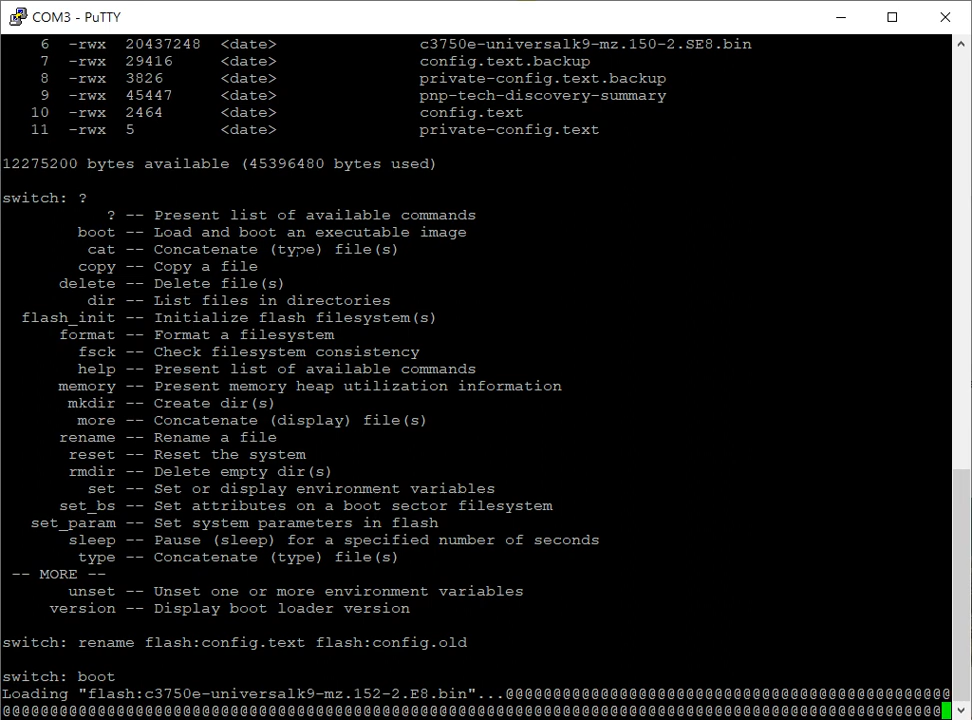 COM3 - PuTTY
6 -rwx 20437248 <date> c3750e-universalk9-mz.150-2.SE8.bin
7 -rwx 29416 <date> config.text.backup
8 -rwx 3826 <date> private-config.text.backup
9 -rwx 45447 <date> pnp-tech-discovery-summary
10 -rwx 2464 <date> config.text
11 -rwx 5 <date> private-config.text
12275200 bytes available (45396480 bytes used)
switch: ?
? -- Present list of available commands
boot -- Load and boot an executable image
cat -- Concatenate (type) file(s)
copy -- Copy a file
delete -- Delete file(s)
dir -- List files in directories
flash_init -- Initialize flash filesystem(s)
format -- Format a filesystem
fsck -- Check filesystem consistency
help -- Present list of available commands
memory -- Present memory heap utilization information
mkdir -- Create dir(s)
more -- Concatenate (display) file(s)
rename -- Rename a file
reset -- Reset the system
rmdir -- Delete empty dir(s)
set -- Set or display environment variables
set_bs -- Set attributes on a boot sector filesystem
set_param -- Set system parameters in flash
sleep -- Pause (sleep) for a specified number of seconds
type -- Concatenate (type) file(s)
-- MORE --
unset -- Unset one or more environment variables
version -- Display boot loader version
switch: rename flash:config.text flash:config.old
switch: boot
Loading "flash:c3750e-universalk9-mz.152-2.E8.bin"...@@@@@@@@@@@@@@@@@@@@@@@@@@@@@@@@@@@@@@@@@@@@@@@
@@@@@@@@@@@@@@@@@@@@@@@@@@@@@@@@@@@@@@@@@@@@@@@@@@@@@@@@@@@@@@@@@@@@@@@@@@@@@@@@@@@@@@@@@@@@@@@@@@@